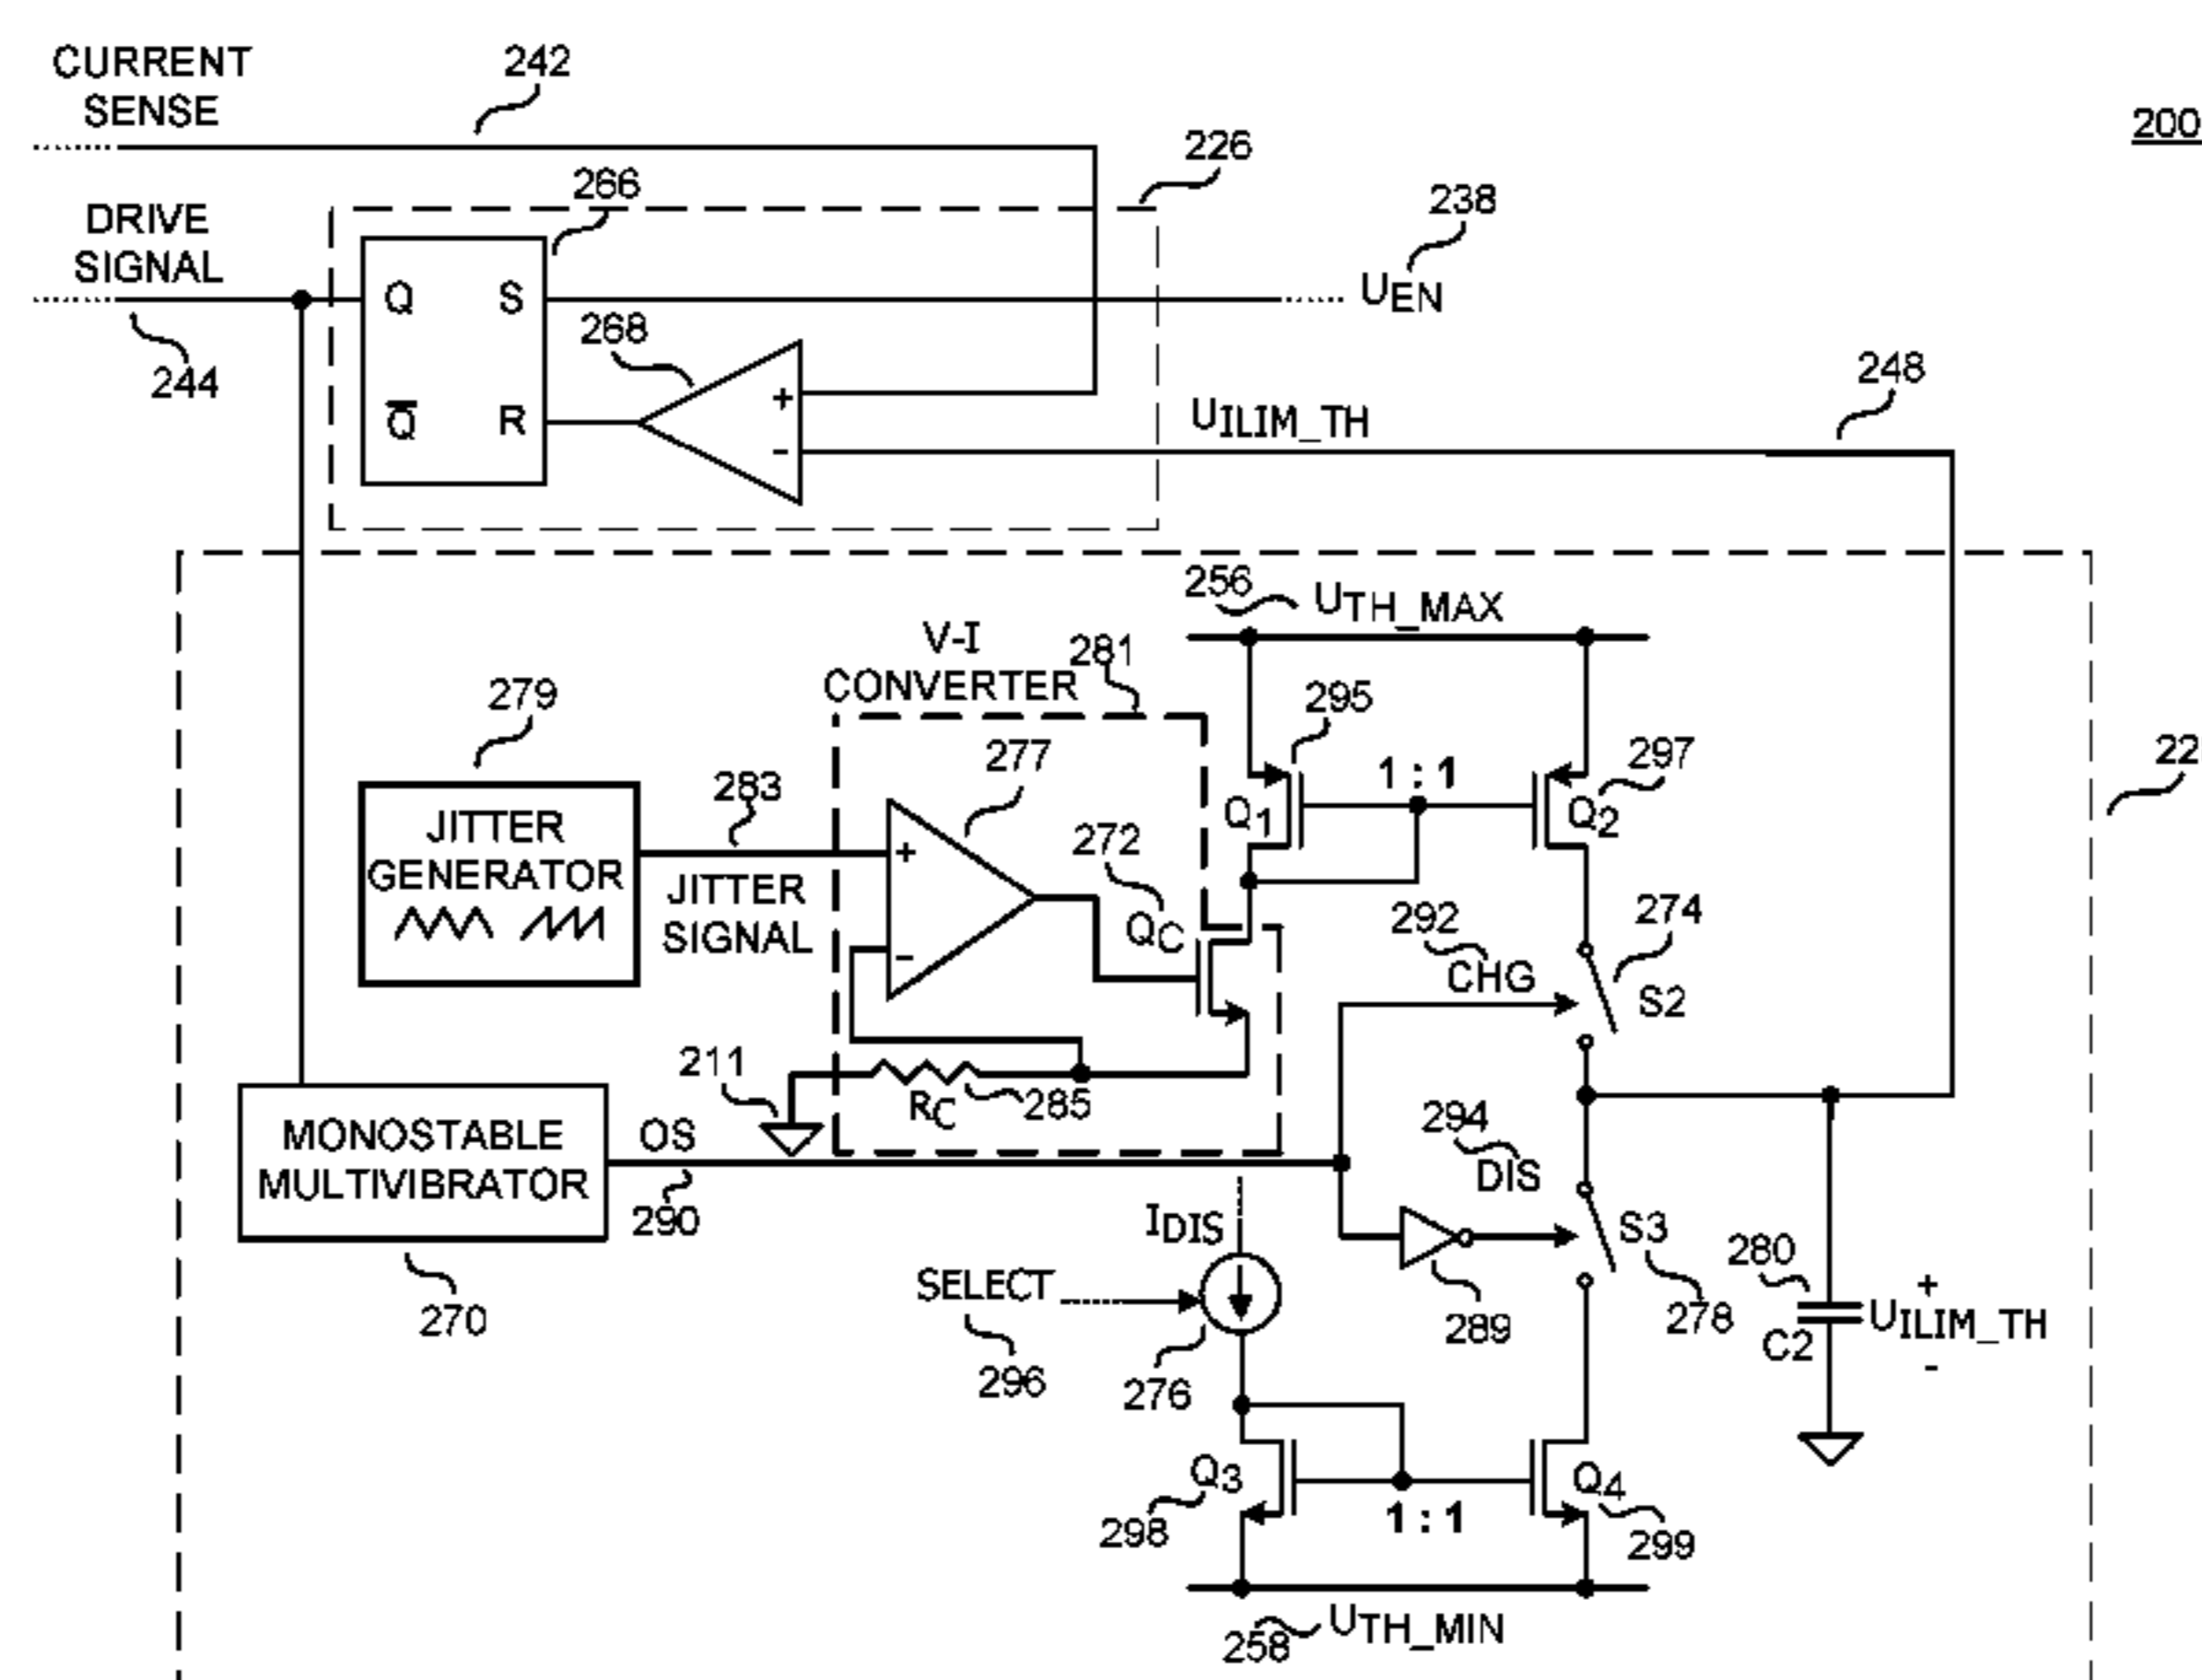 CURRENT
SENSE
242
200
226
266
238
DRIVE
SIGNAL
Q
S
UEN
268
244
248
Q
R
+
-
UILIM_TH
256
UTH_MAX
V-I
CONVERTER
281
279
295
297
277
1 : 1
283
Q1
Q2
JITTER
GENERATOR
272
+
JITTER
SIGNAL
292
274
QC
CHG
-
S2
211
RC
285
294
MONOSTABLE
MULTIVIBRATOR
OS
DIS
290
IDIS
S3
280
SELECT
+
270
289
278
UILIM_TH
C2
296
276
-
Q3
Q4
1 : 1
298
299
258
UTH_MIN